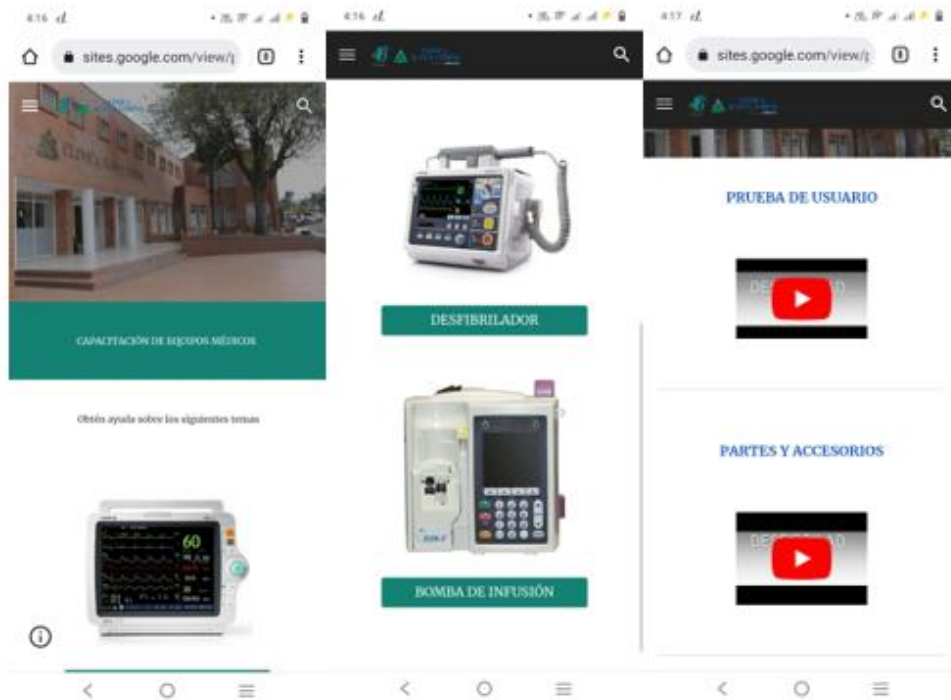 4:16
sites.google.com/view/
CLINICA
CAPACITACIÓN DE EQUIPOS MÉDICOS
Obtén ayuda sobre los siguientes temas
60
4:16
DESFIBRILADOR
BOMBA DE INFUSIÓN
4:17
sites.google.com/view/
PRUEBA DE USUARIO
PARTES Y ACCESORIOS